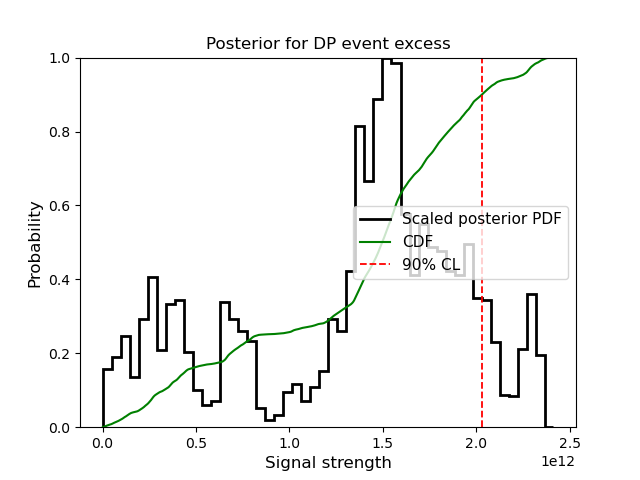 Posterior for DP event excess
Probability
1.0
0.8
0.6
0.4
0.2
0.0
Scaled posterior PDF
CDF
90% CL
0.0 0.5 1.0 1.5 2.0 2.5
1e12
Signal strength